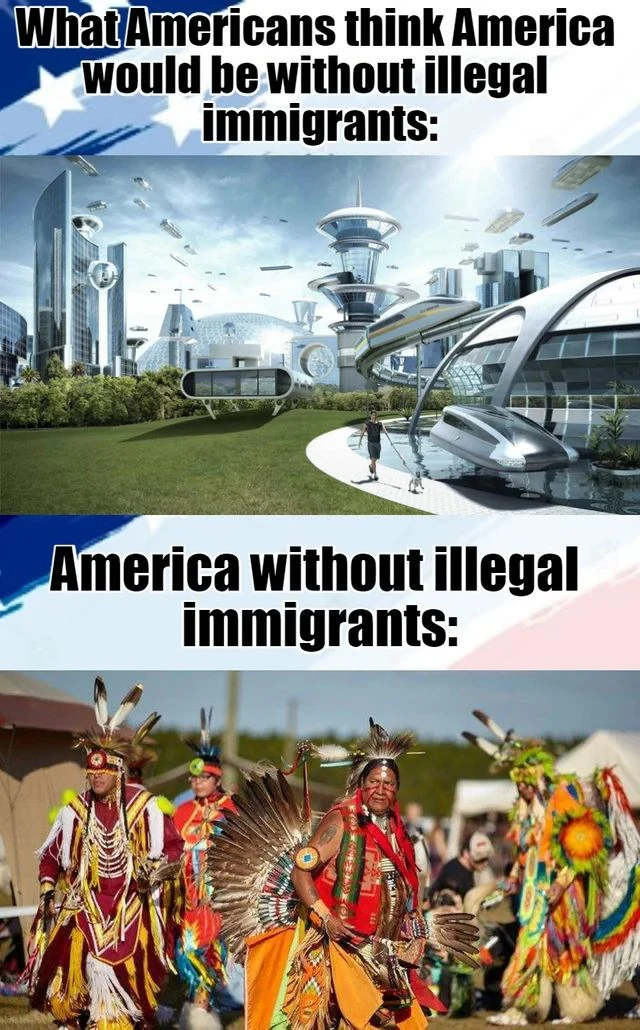 What Americans think America
would be without illegal
immigrants:
America without illegal
immigrants: